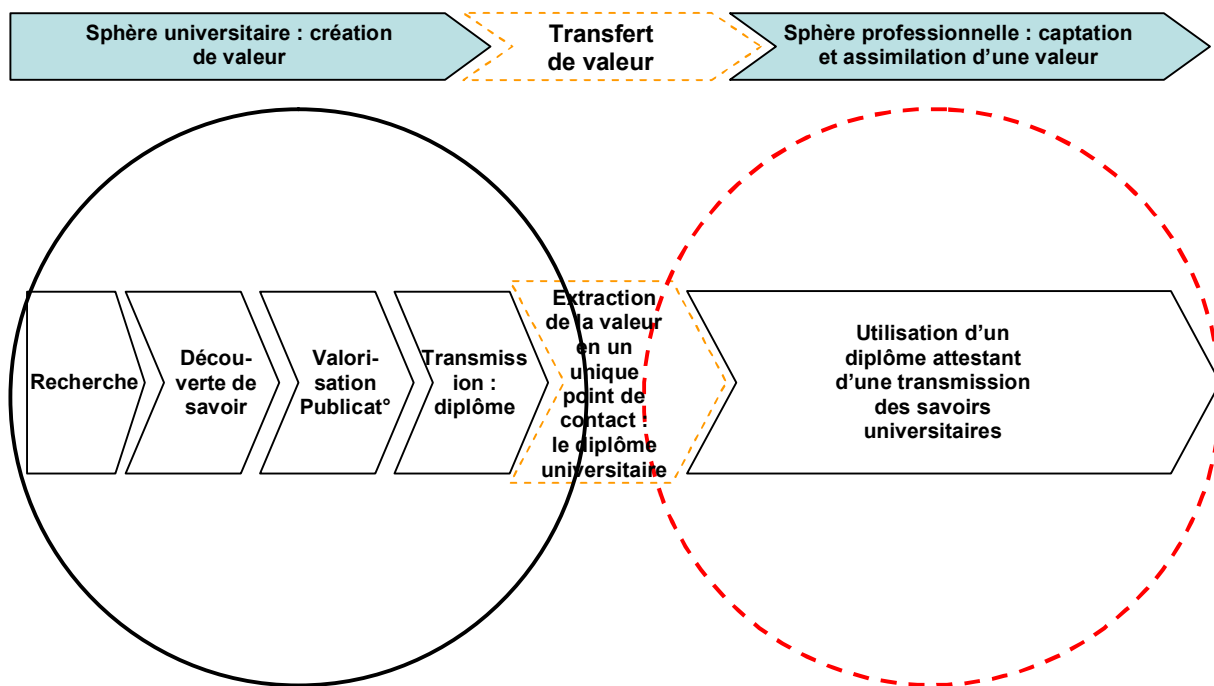 Sphère universitaire : création
de valeur
Transfert
de valeur
Sphère professionnelle : captation
et assimilation d’une valeur
Recherche
Décou-
verte de
savoir
Valori-
sation
Publicat°
Transmiss
ion :
diplôme
Extraction
de la valeur
en un
unique
point de
contact :
le diplôme
universitaire
Utilisation d’un
diplôme attestant
d’une transmission
des savoirs
universitaires